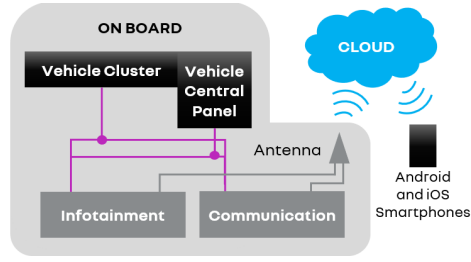 ON BOARD
CLOUD
Vehicle Cluster
Vehicle
Central
Panel
Antenna
Android
and iOS
Smartphones
Infotainment
Communication